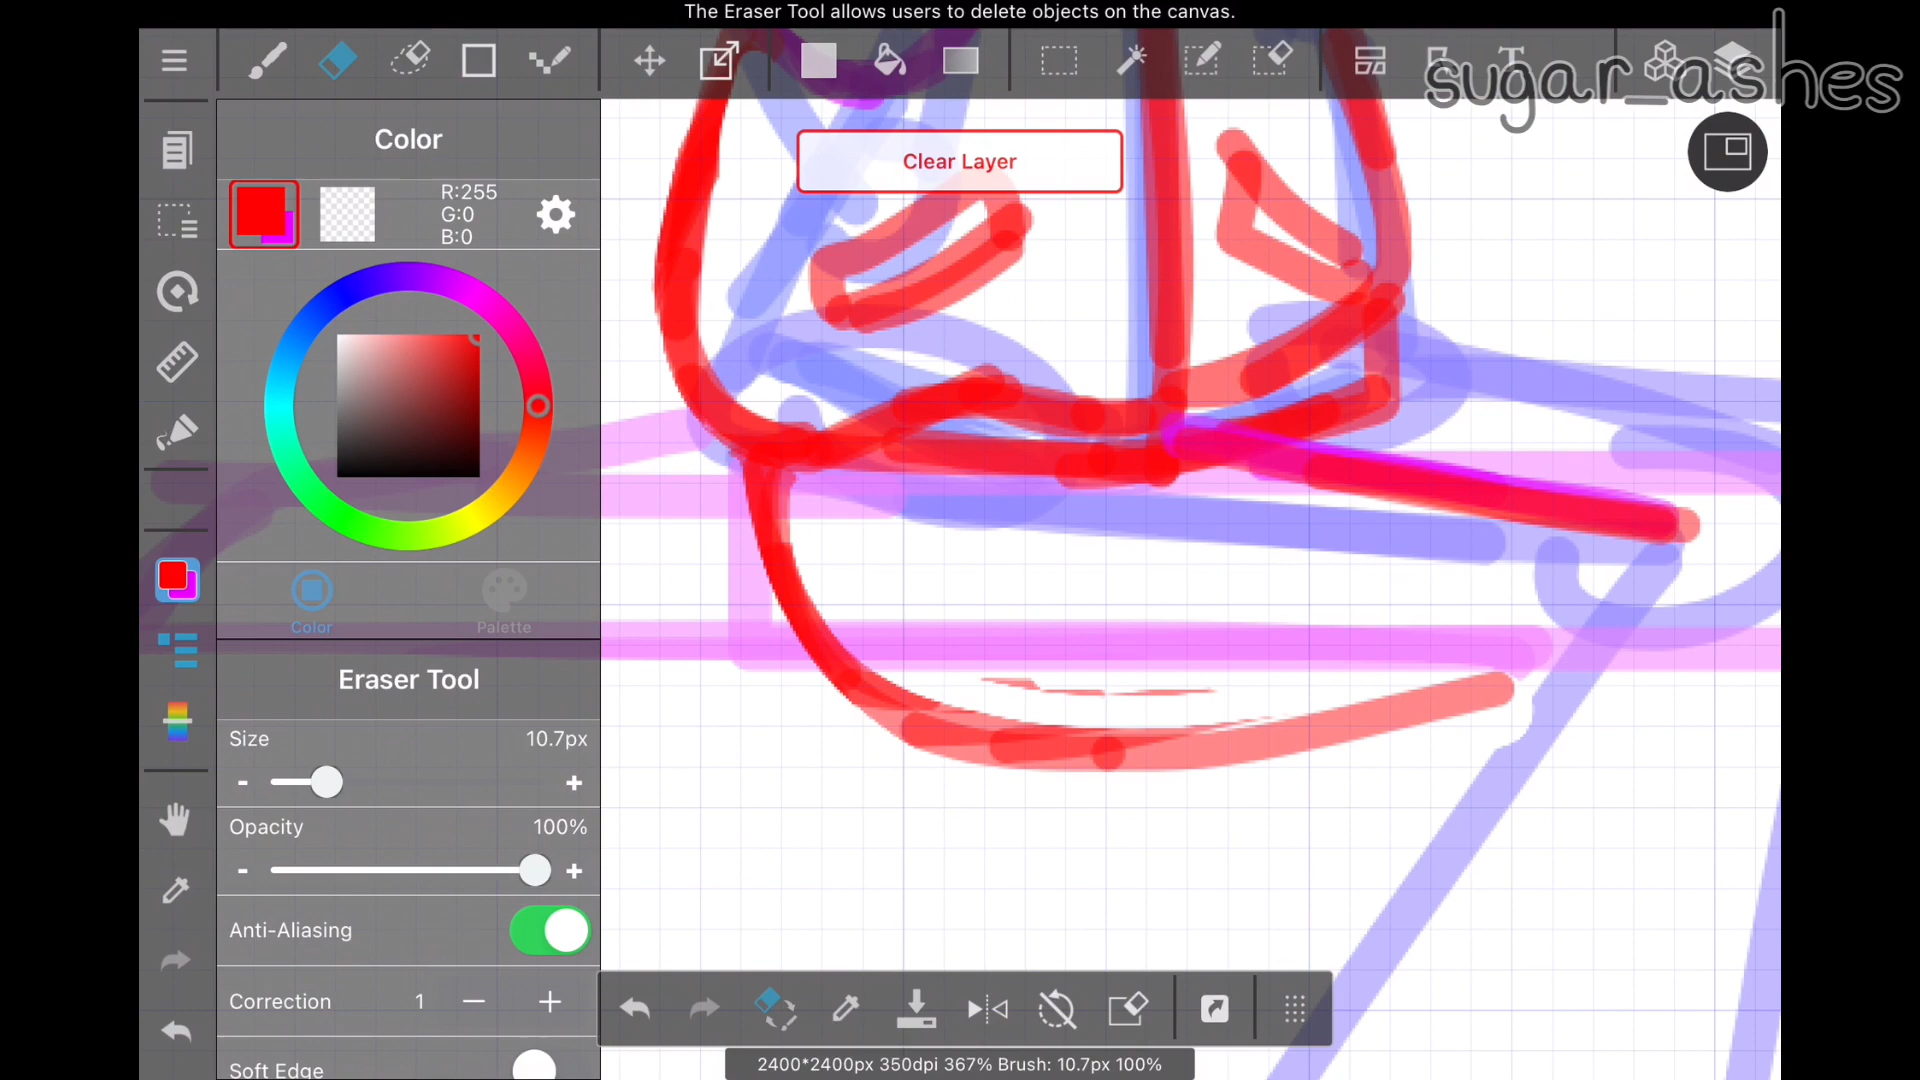 The Eraser Tool allows users to delete objects on the canvas.
sugar_ashes
Color
Clear Layer
R:255
G:0
B:0
Color
Palette
Eraser Tool
Size
10.7px
-
+
Opacity
100%
-
+
Anti-Aliasing
Correction
1
Soft Edge
2400*2400px 350dpi 367% Brush: 10.7px 100%